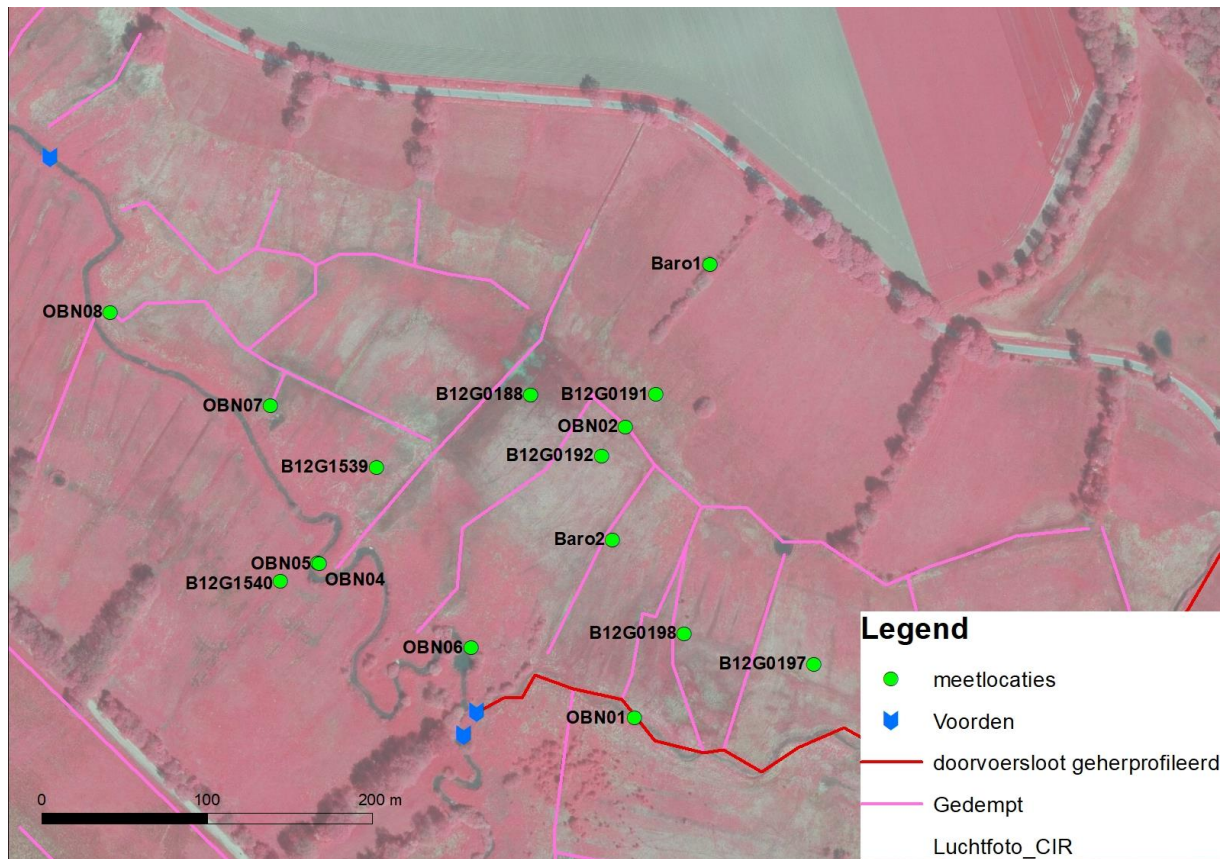 Baro1
OBN08
B12G0188
B12G0191
OBN07
OBN02
B12G0192
B12G1539
Baro2
OBN05
OBN04
B12G1540
B12G0198
OBN06
B12G0197
OBN01
Legend
meetlocaties
Voorden
doorvoersloot geherprofileerd
Gedempt
Luchtfoto_CIR
0 100 200 m